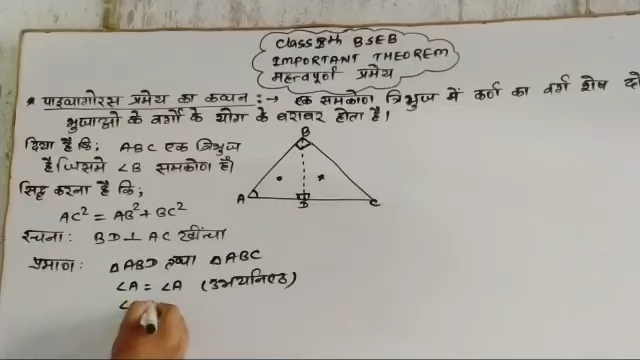 Class 8th BSEB
IMPORTANT THEOREM
महत्वपूर्ण प्रमेय
* पाइथागोरस प्रमेय का कथन :→ एक समकोण त्रिभुज में कर्ण का वर्ग शेष दो
भुजाओं के वर्गों के योग के बराबर होता है।
दिया है कि; ABC एक त्रिभुज
है जिसमे ∠B समकोण है।
सिद्ध करना है कि;
AC² = AB² + BC²
रचना: BD⊥AC खींचा
प्रमाण: △ABD तथा △ABC
∠A = ∠A (उभयनिष्ठ)
∠
B
A
D
C